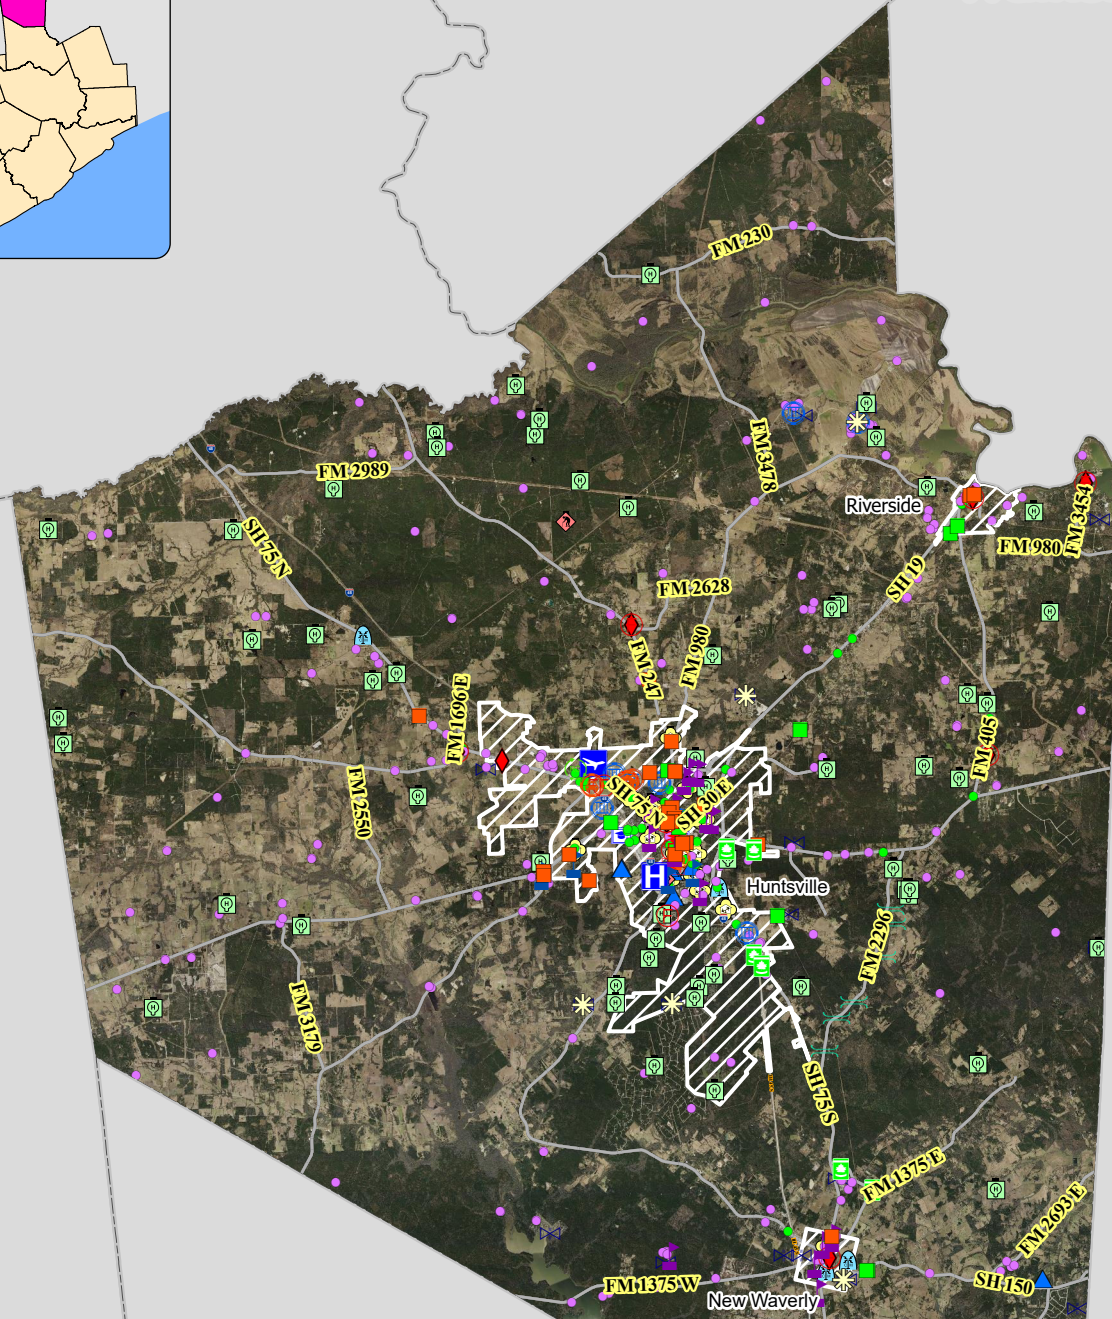 FM 230
FM 3478
FM 2989
Riverside
FM 3454
SH 75 N
FM 980
SH 19
FM 2628
FM 247
FM 980
FM 1696 E
FM 405
FM 2550
SH 75 N
SH 30 E
H
Huntsville
FM 2296
FM 3179
SH 75 S
FM 1375 E
FM 2693 E
FM 1375 W
SH 150
New Waverly